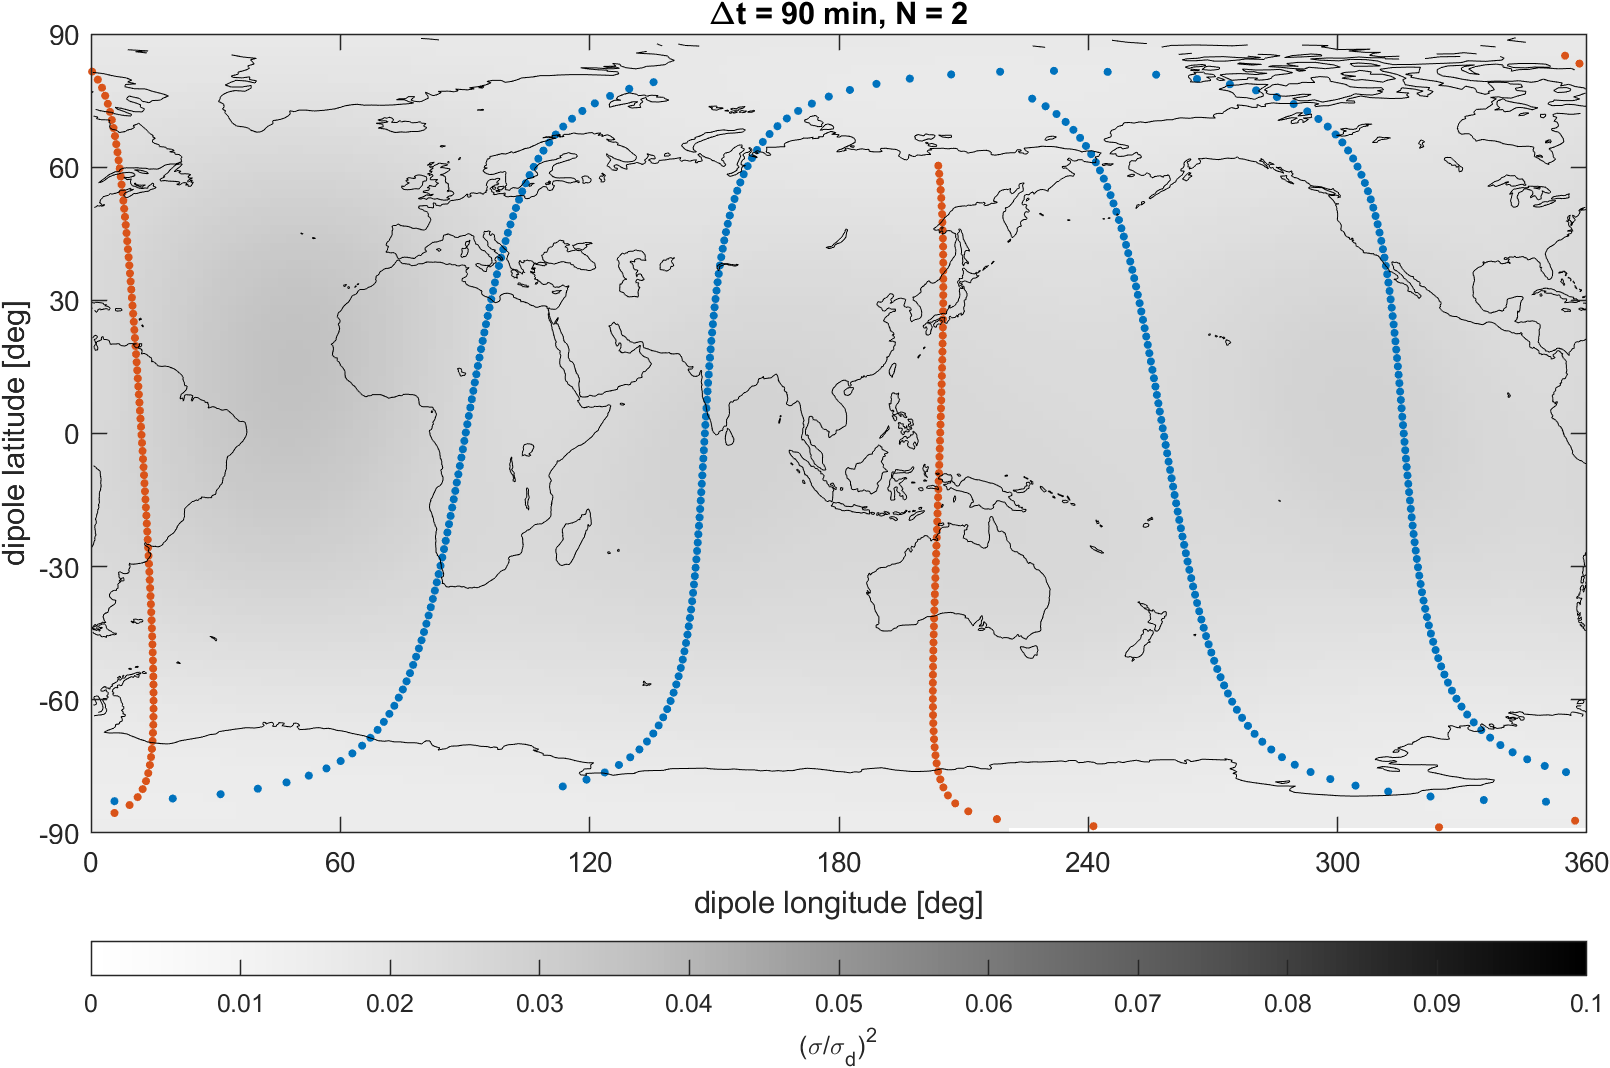 Δt = 90 min, N = 2
90
60
30
0
-30
-60
-90
dipole latitude [deg]
0 60 120 180 240 300 360
dipole longitude [deg]
0 0.01 0.02 0.03 0.04 0.05 0.06 0.07 0.08 0.09 0.1
(σ/σ_d)^2